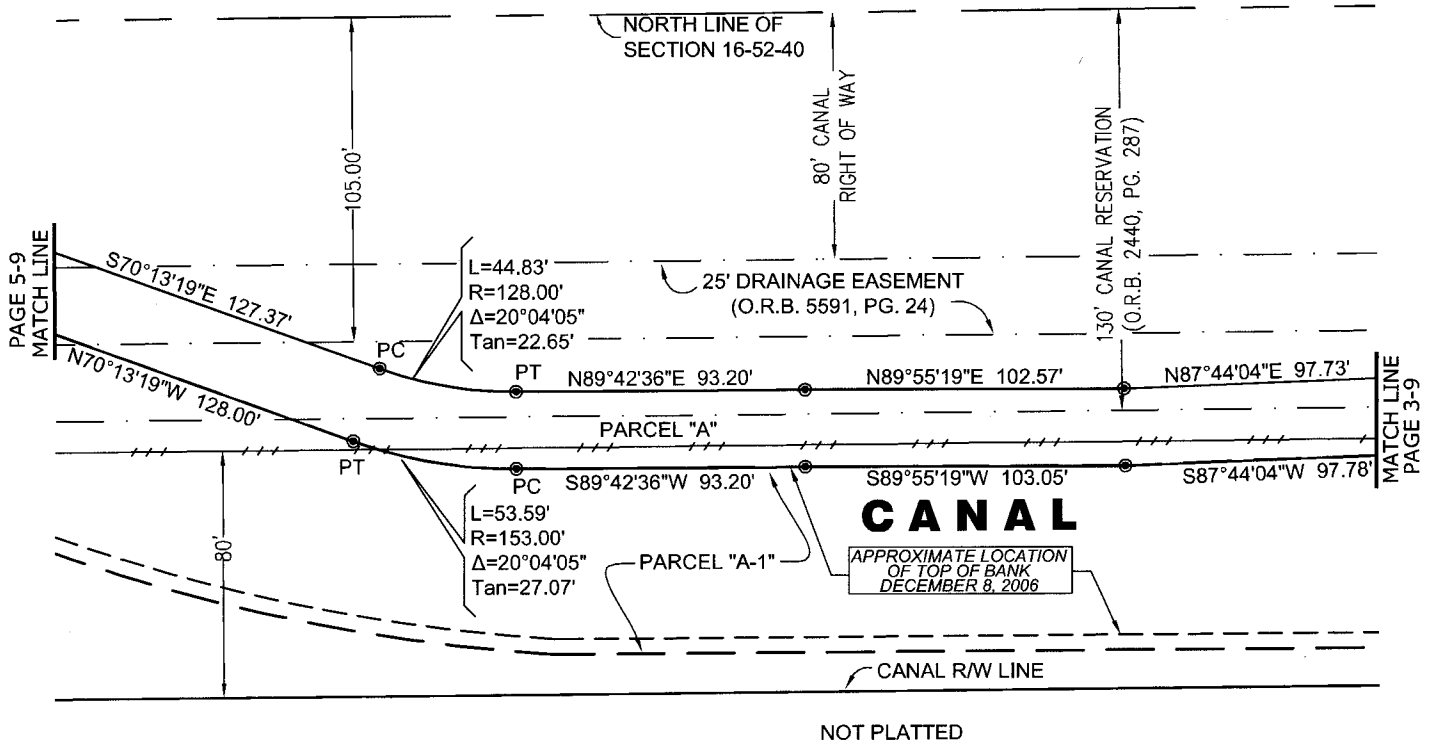 NORTH LINE OF
SECTION 16-52-40
105.00'
80' CANAL
RIGHT OF WAY
130' CANAL RESERVATION
(O.R.B. 2440, PG. 287)
PAGE 5-9
MATCH LINE
S70°13'19"E 127.37'
L=44.83'
R=128.00'
Δ=20°04'05"
Tan=22.65'
25' DRAINAGE EASEMENT
(O.R.B. 5591, PG. 24)
PC
PT
N89°42'36"E 93.20'
N89°55'19"E 102.57'
N87°44'04"E 97.73'
N70°13'19"W 128.00'
PARCEL "A"
MATCH LINE
PAGE 3-9
PT
PC
S89°42'36"W 93.20'
S89°55'19"W 103.05'
S87°44'04"W 97.78'
CANAL
L=53.59'
R=153.00'
Δ=20°04'05"
Tan=27.07'
80'
PARCEL "A-1"
APPROXIMATE LOCATION
OF TOP OF BANK
DECEMBER 8, 2006
CANAL R/W LINE
NOT PLATTED